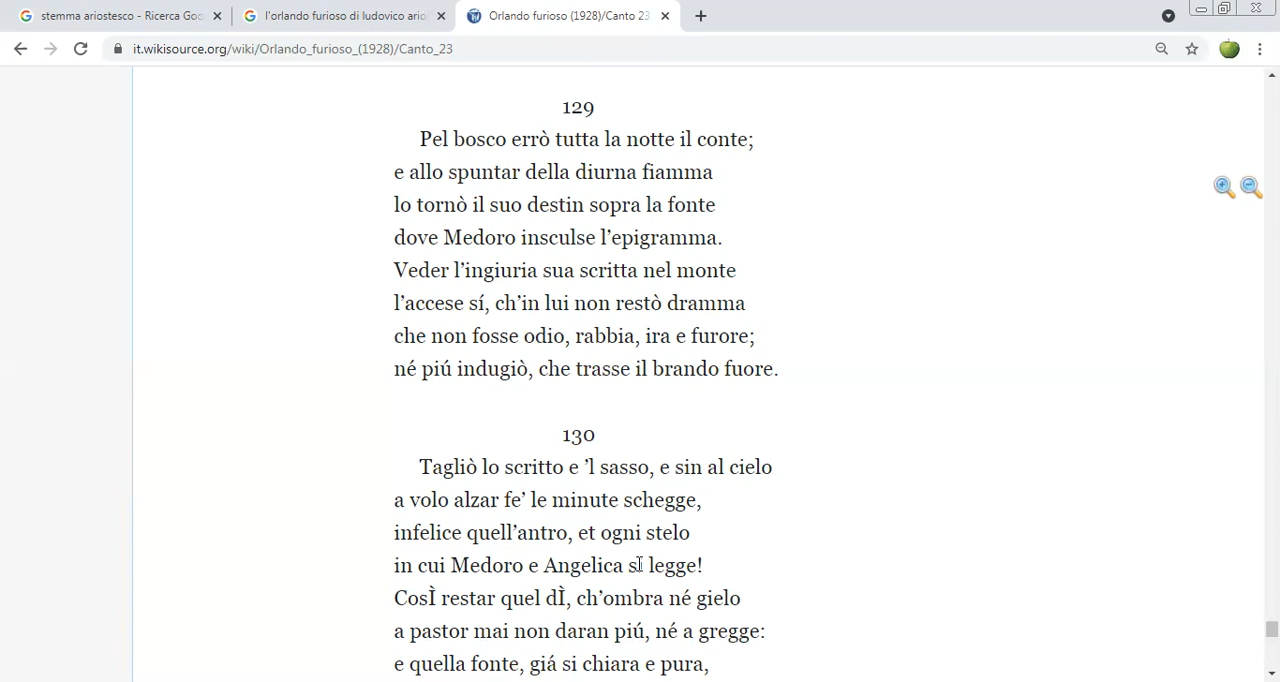 stemma ariostesco - Ricerca Goo
l'orlando furioso di ludovico ario
Orlando furioso (1928)/Canto 23
it.wikisource.org/wiki/Orlando_furioso_(1928)/Canto_23
129
Pel bosco errò tutta la notte il conte;
e allo spuntar della diurna fiamma
lo tornò il suo destin sopra la fonte
dove Medoro insculse l’epigramma.
Veder l’ingiuria sua scritta nel monte
l’accese sí, ch’in lui non restò dramma
che non fosse odio, rabbia, ira e furore;
né piú indugiò, che trasse il brando fuore.
130
Tagliò lo scritto e ’l sasso, e sin al cielo
a volo alzar fe’ le minute schegge,
infelice quell’antro, et ogni stelo
in cui Medoro e Angelica si legge!
CosÌ restar quel dÌ, ch’ombra né gielo
a pastor mai non daran piú, né a gregge:
e quella fonte, giá si chiara e pura,